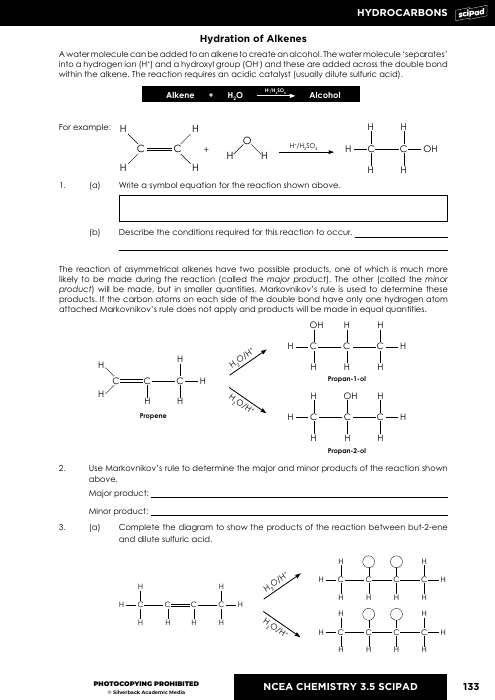 HYDROCARBONS scipad
Hydration of Alkenes
A water molecule can be added to an alkene to create an alcohol. The water molecule 'separates'
into a hydrogen ion (H⁺) and a hydroxyl group (OH⁻) and these are added across the double bond
within the alkene. The reaction requires an acidic catalyst (usually dilute sulfuric acid).
Alkene + H₂O H⁺/H₂SO₄ Alcohol
For example:
H H
C C
H H
+
O
H H
H⁺/H₂SO₄
H H
H C C OH
H H
1. (a) Write a symbol equation for the reaction shown above.
(b) Describe the conditions required for this reaction to occur.
The reaction of asymmetrical alkenes have two possible products, one of which is much more
likely to be made during the reaction (called the major product). The other (called the minor
product) will be made, but in smaller quantities. Markovnikov's rule is used to determine these
products. If the carbon atoms on each side of the double bond have only one hydrogen atom
attached Markovnikov's rule does not apply and products will be made in equal quantities.
H H
C C C H
H H H
Propene
H₂O/H⁺
H₂O/H⁺
OH H H
H C C C H
H H H
Propan-1-ol
H OH H
H C C C H
H H H
Propan-2-ol
2. Use Markovnikov's rule to determine the major and minor products of the reaction shown
above.
Major product:
Minor product:
3. (a) Complete the diagram to show the products of the reaction between but-2-ene
and dilute sulfuric acid.
H H
H C C C C H
H H H H
H₂O/H⁺
H₂O/H⁺
H H
H C C C C H
H H H H
H H
H C C C C H
H H H H
PHOTOCOPYING PROHIBITED
© Silverback Academic Media
NCEA CHEMISTRY 3.5 SCIPAD 133